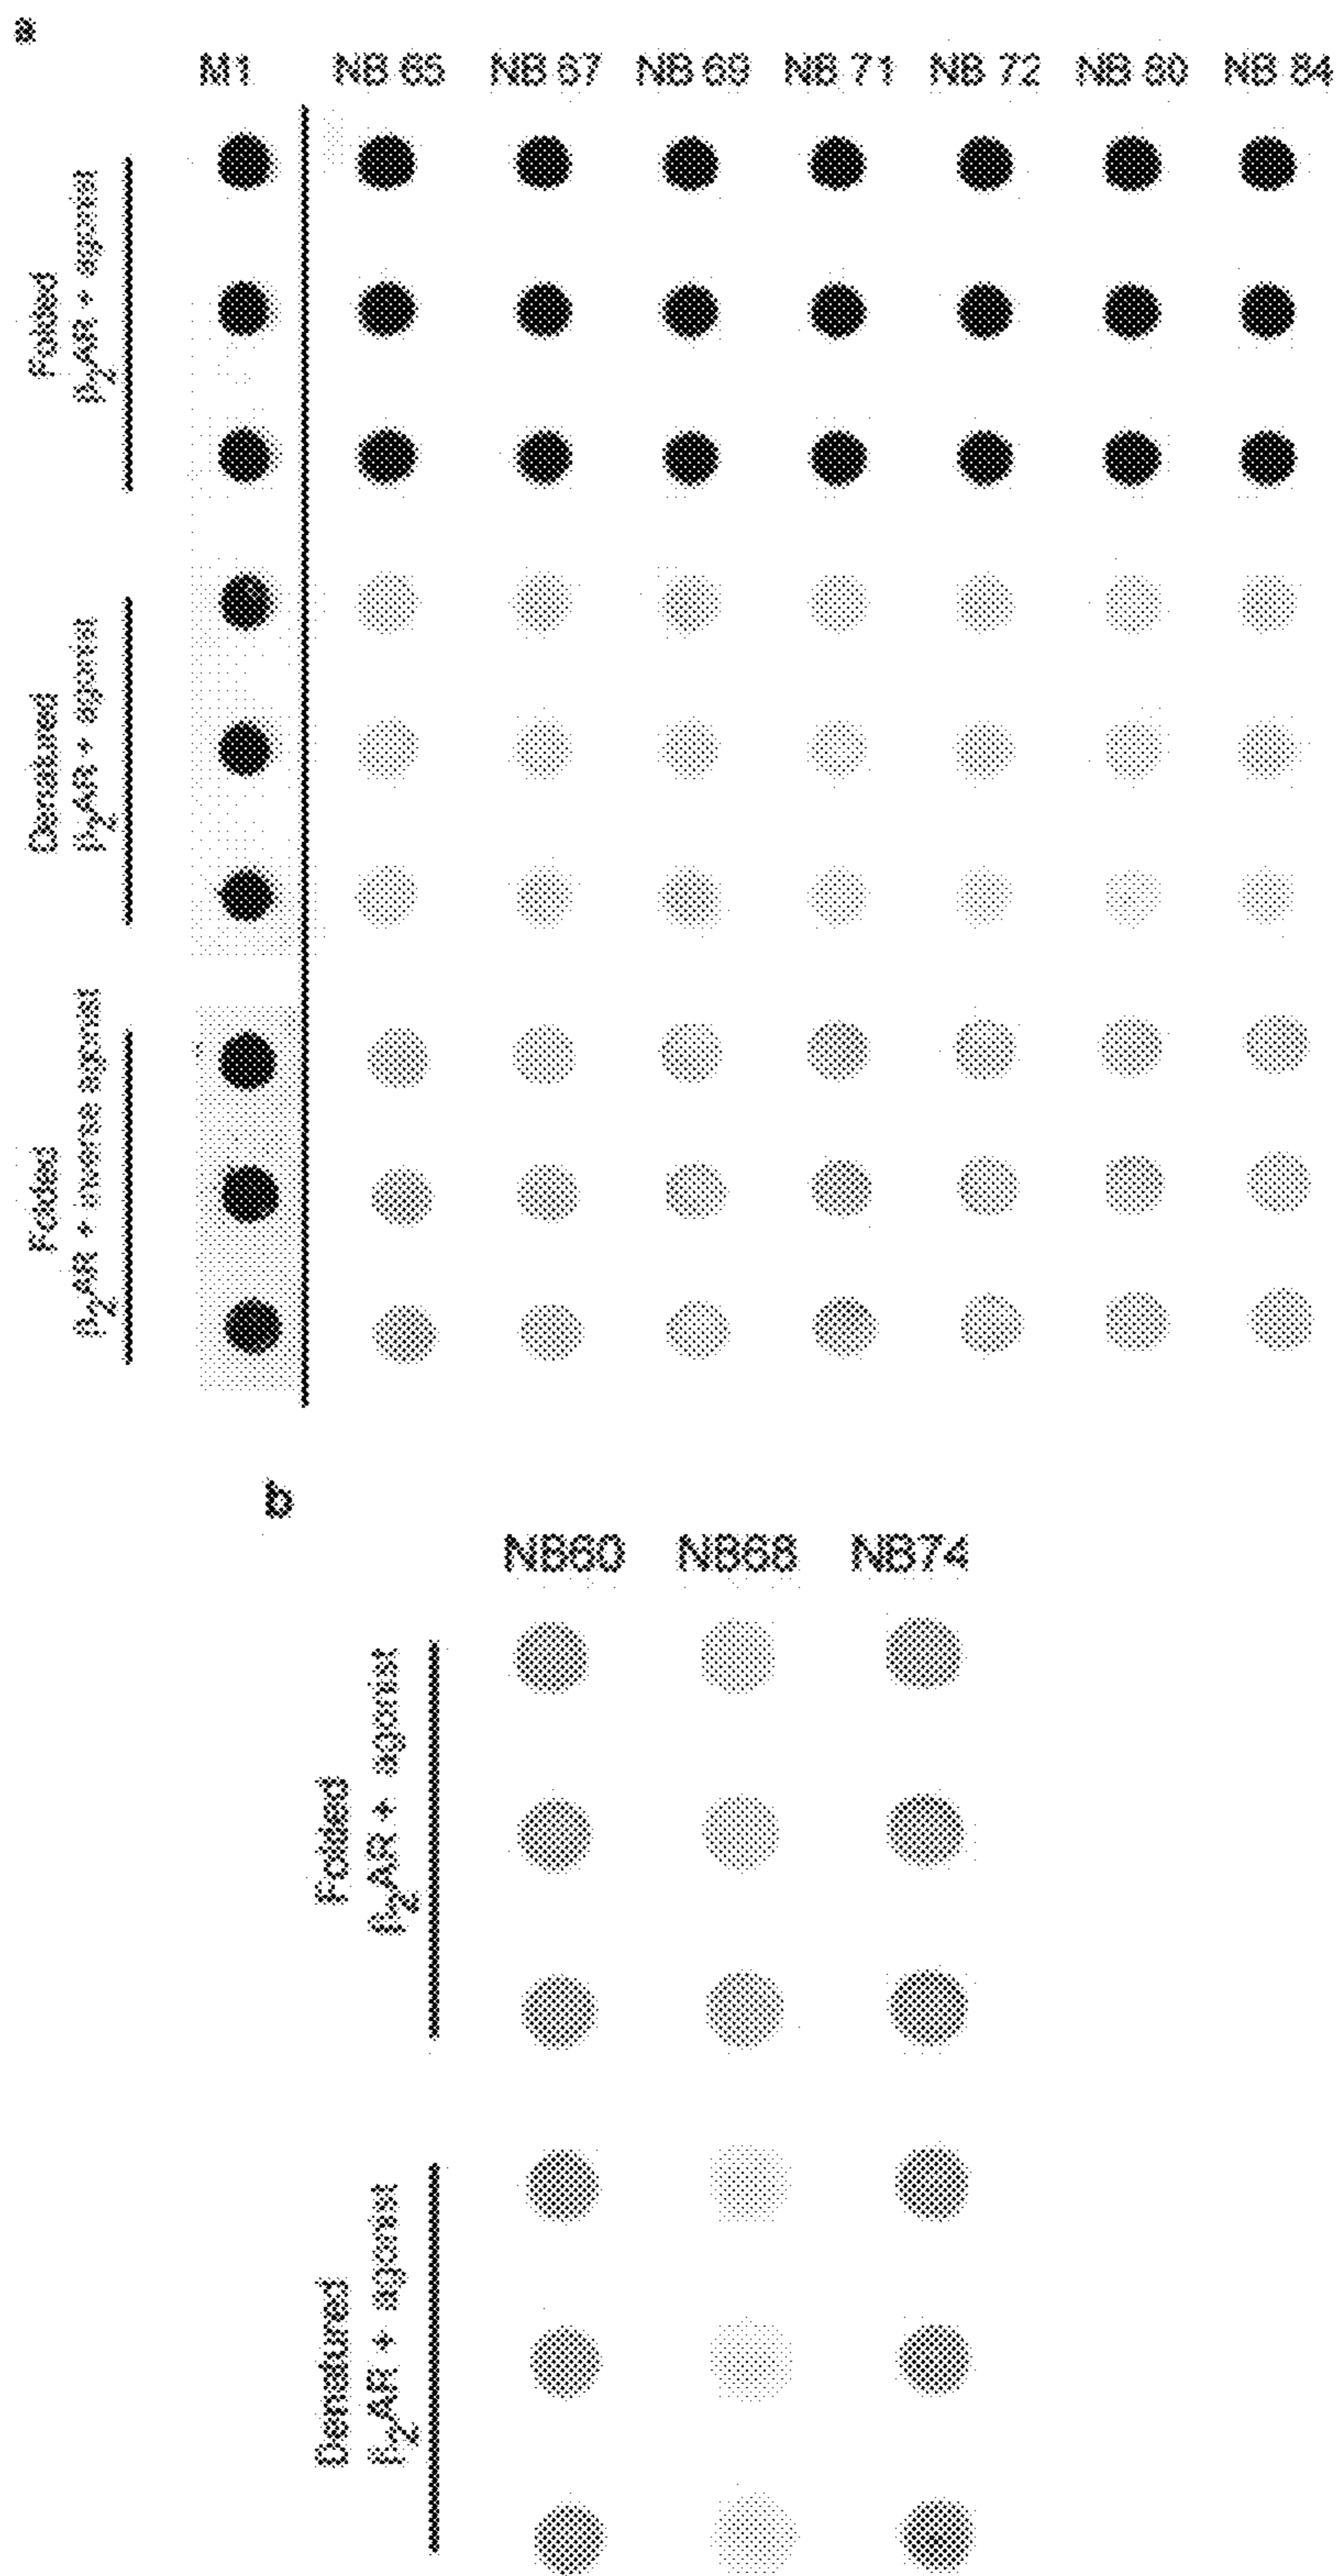 a
M1 NB 65 NB 67 NB 69 NB 71 NB 72 NB 80 NB 84
Folded
β₂AR + agonist
Denatured
β₂AR + agonist
Folded
β₂AR + inverse agonist
b
NB60 NB68 NB74
Folded
β₂AR + agonist
Denatured
β₂AR + agonist